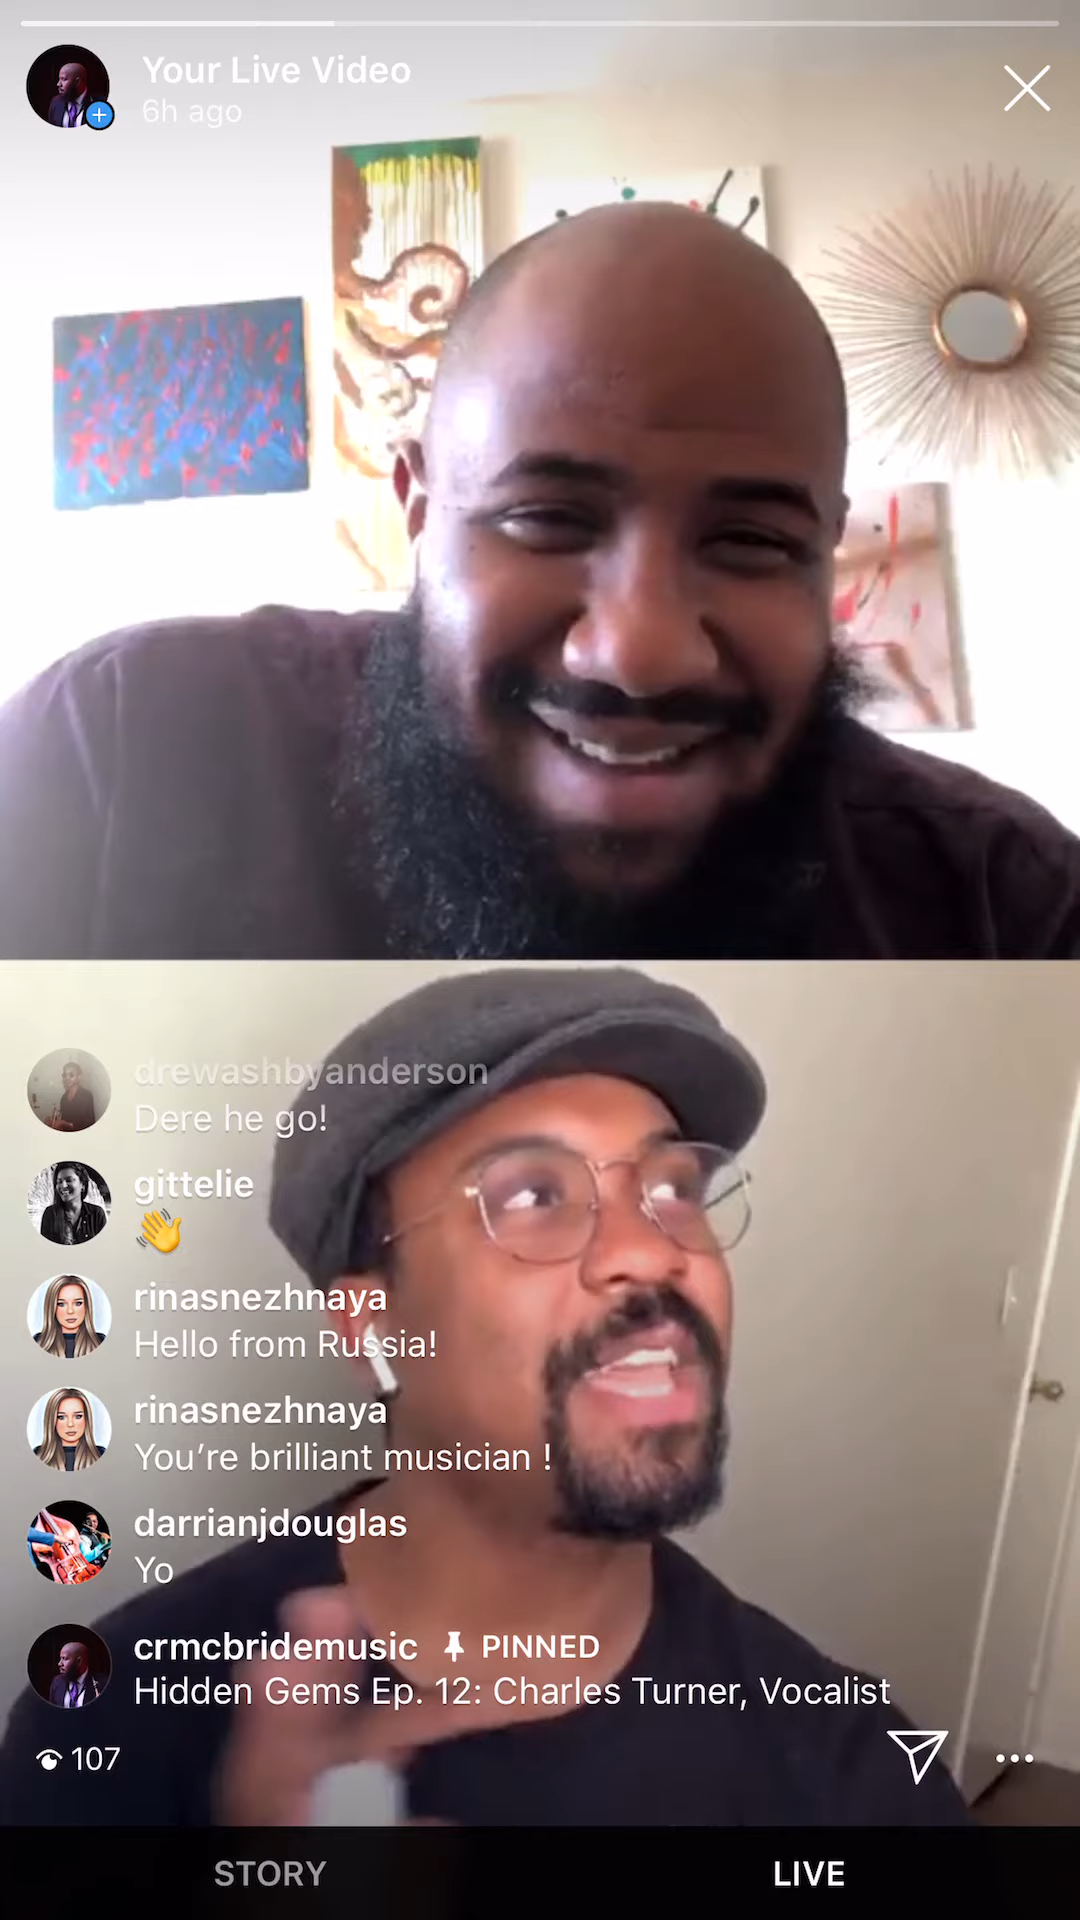 Your Live Video
6h ago
drewashbyanderson
Dere he go!
gittelie
👋
rinasnezhnaya
Hello from Russia!
rinasnezhnaya
You’re brilliant musician !
darrianjdouglas
Yo
crmcbridemusic PINNED
Hidden Gems Ep. 12: Charles Turner, Vocalist
107
STORY LIVE